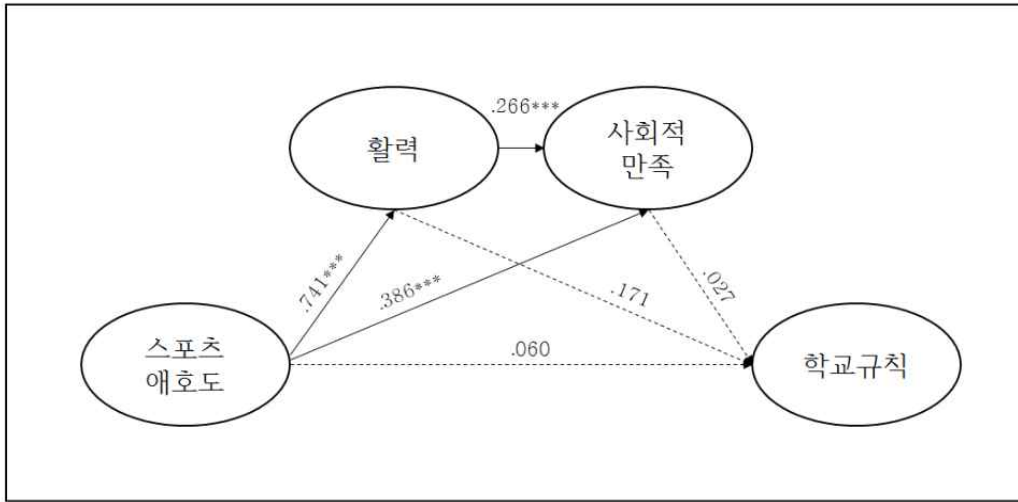 .266***
활력
사회적
만족
.741***
.386***
.171
.027
.060
스포츠
애호도
학교규칙